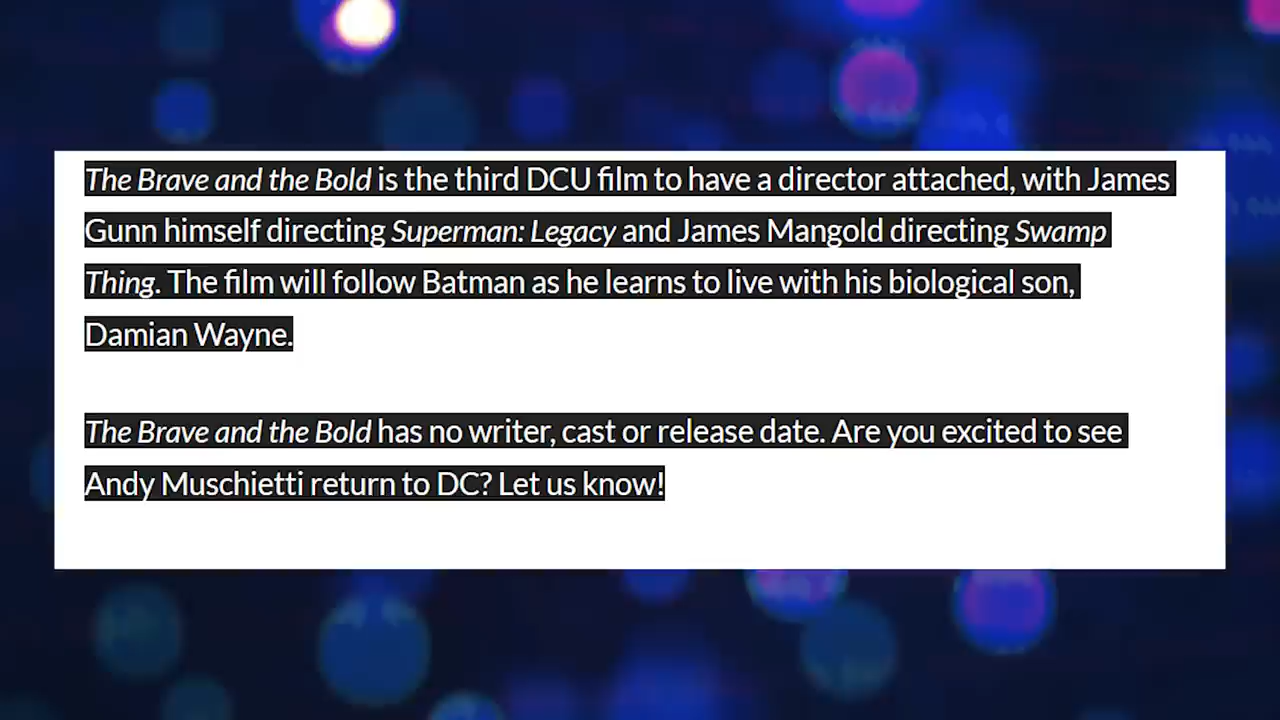 The Brave and the Bold is the third DCU film to have a director attached, with James
Gunn himself directing Superman: Legacy and James Mangold directing Swamp
Thing. The film will follow Batman as he learns to live with his biological son,
Damian Wayne.
The Brave and the Bold has no writer, cast or release date. Are you excited to see
Andy Muschietti return to DC? Let us know!